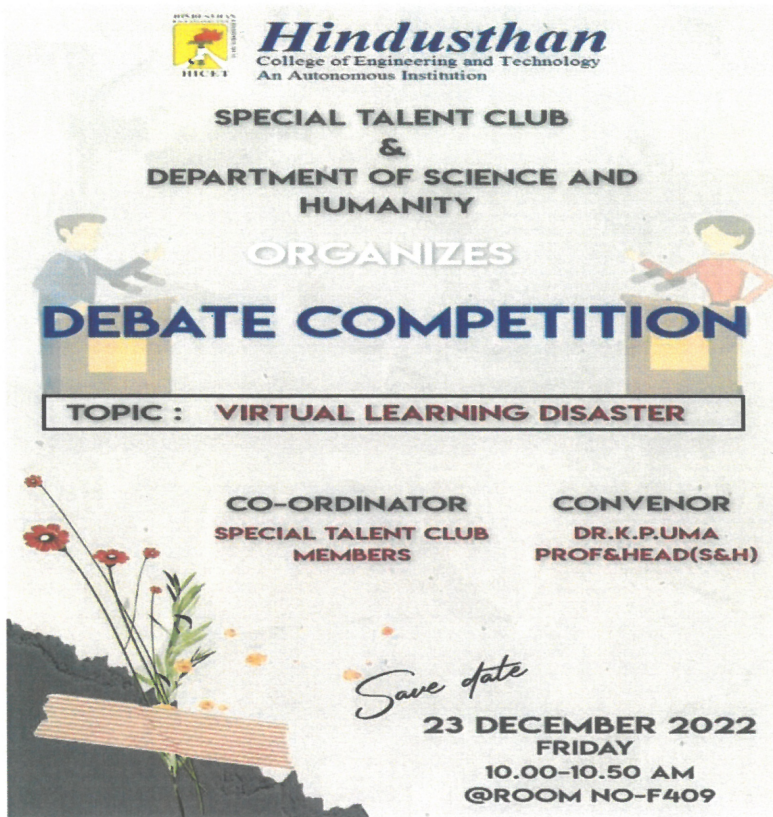 HICET
Hindusthan
College of Engineering and Technology
An Autonomous Institution
SPECIAL TALENT CLUB
&
DEPARTMENT OF SCIENCE AND
HUMANITY
ORGANIZES
DEBATE COMPETITION
TOPIC : VIRTUAL LEARNING DISASTER
CO-ORDINATOR
SPECIAL TALENT CLUB
MEMBERS
CONVENOR
DR.K.P.UMA
PROF&HEAD(S&H)
Save date
23 DECEMBER 2022
FRIDAY
10.00-10.50 AM
@ROOM NO-F409